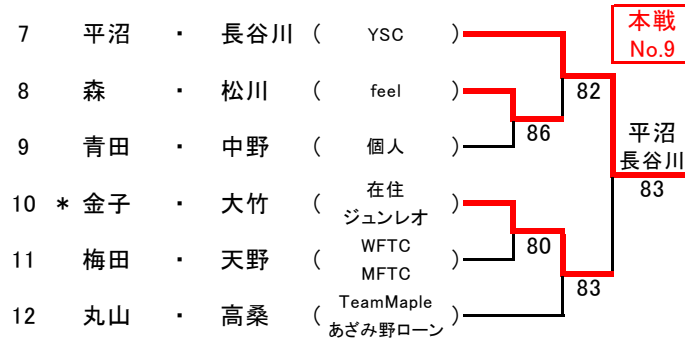 本戦
No.9
7 平沼 ・ 長谷川 ( YSC )
82
8 森 ・ 松川 ( feel )
86
平沼
長谷川
83
9 青田 ・ 中野 ( 個人 )
10 * 金子 ・ 大竹 ( 在住
ジュンレオ )
80
11 梅田 ・ 天野 ( WFTC
MFTC )
83
12 丸山 ・ 高桑 ( TeamMaple
あざみ野ローン )